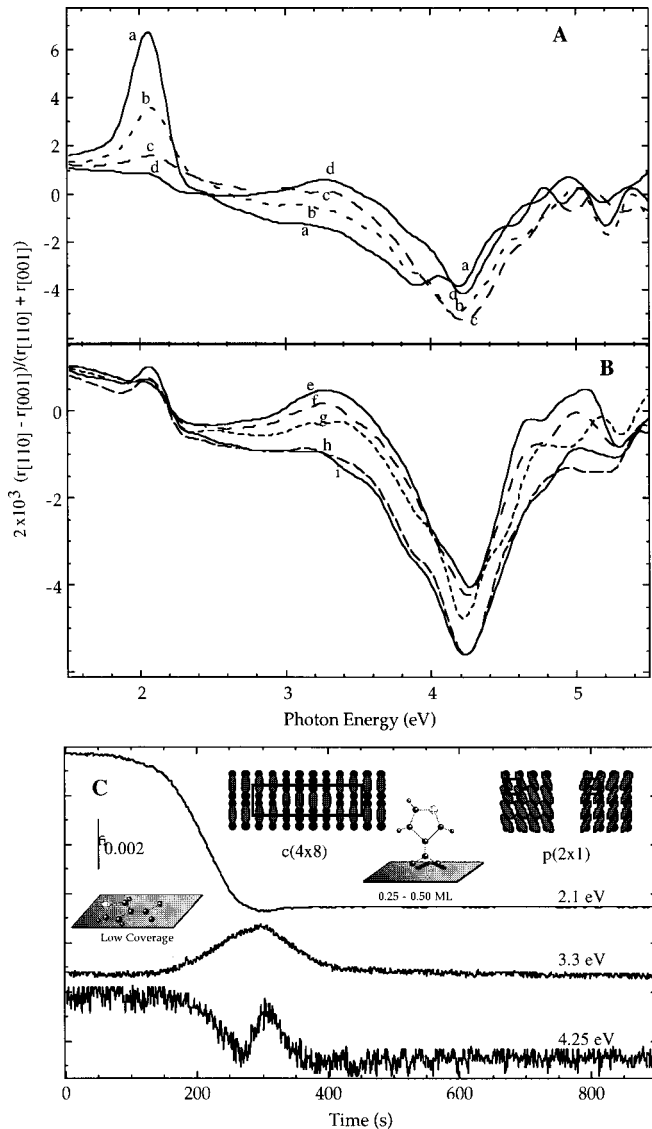 A
6
4
2
0
-2
-4
a
b
c
d
d
c
b
a
a
d
b
c
2 x10³ (r[110] - r[001])/(r[110] + r[001])
B
0
-2
-4
e
f
g
h
i
2
3
4
5
Photon Energy (eV)
C
0.002
c(4x8)
p(2x1)
0.25 - 0.50 ML
Low Coverage
2.1 eV
3.3 eV
4.25 eV
0
200
400
600
800
Time (s)